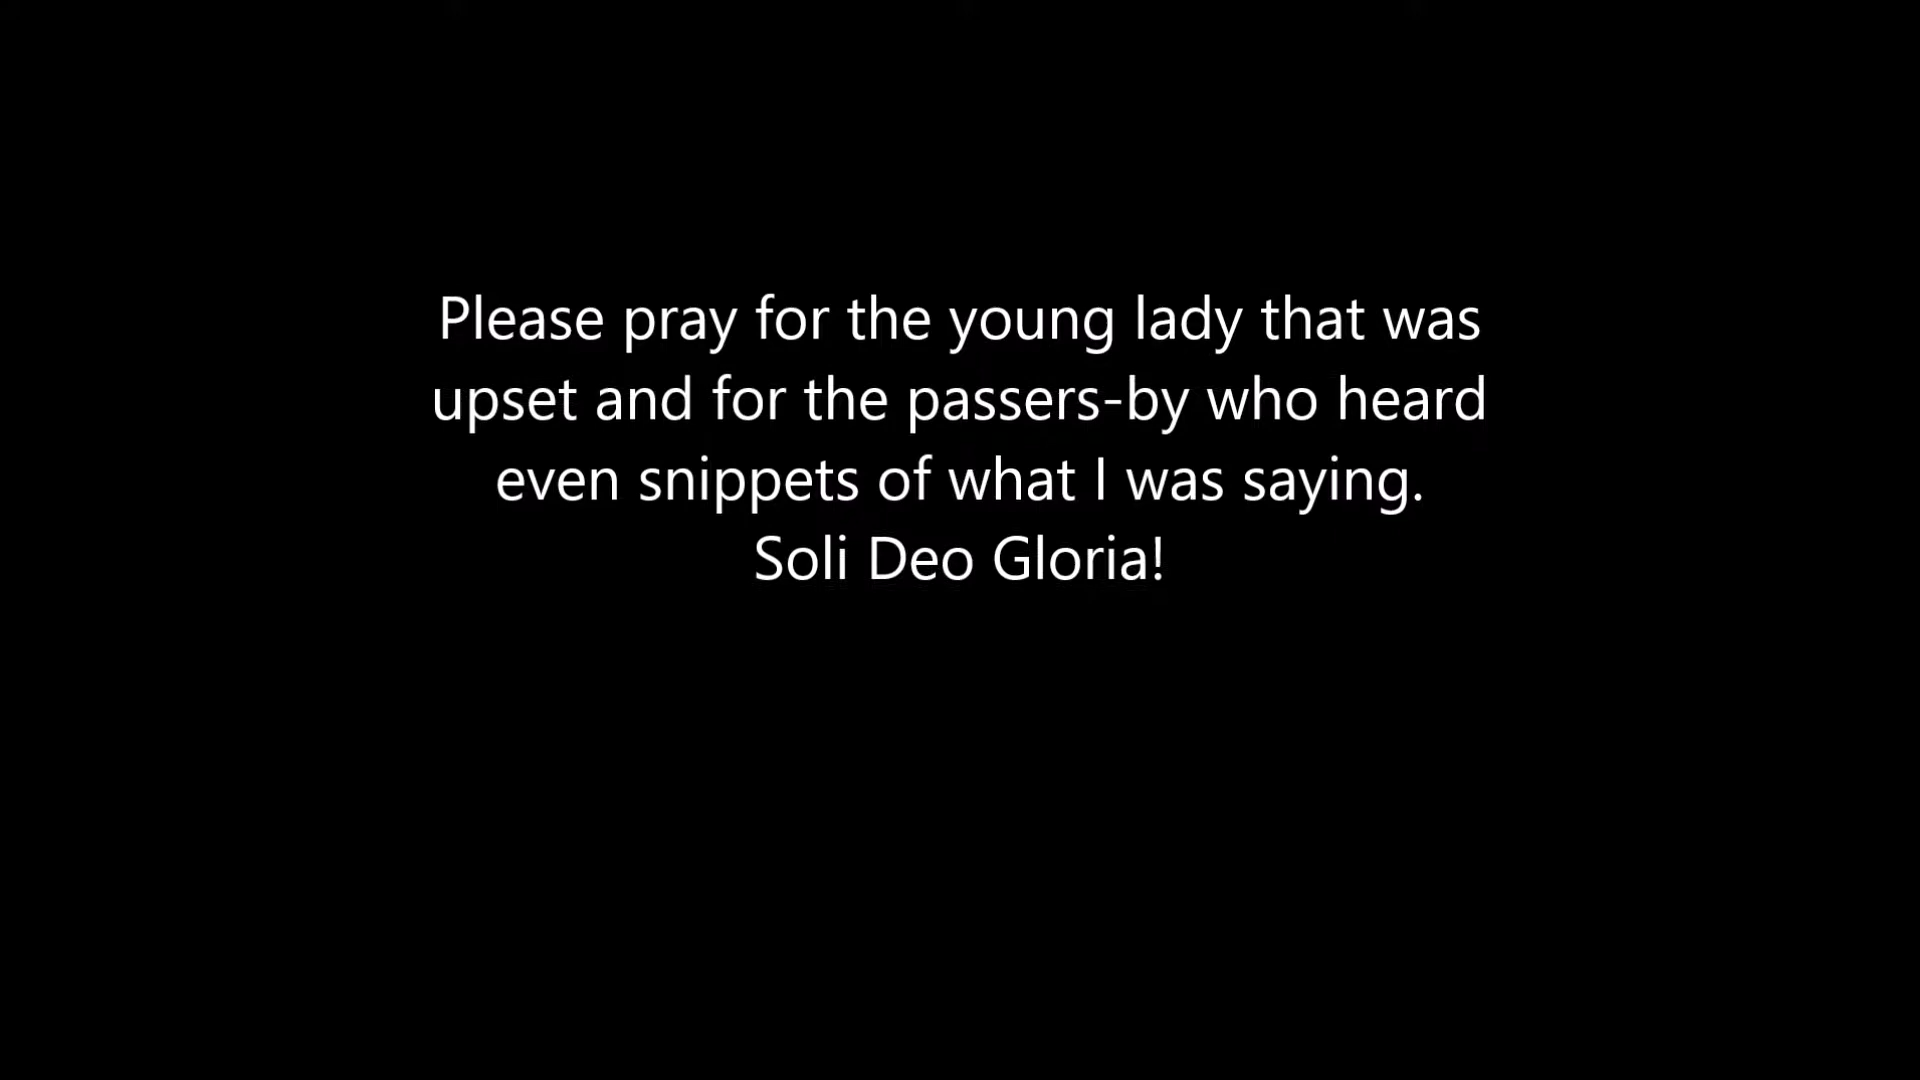 Please pray for the young lady that was
upset and for the passers-by who heard
even snippets of what I was saying.
Soli Deo Gloria!